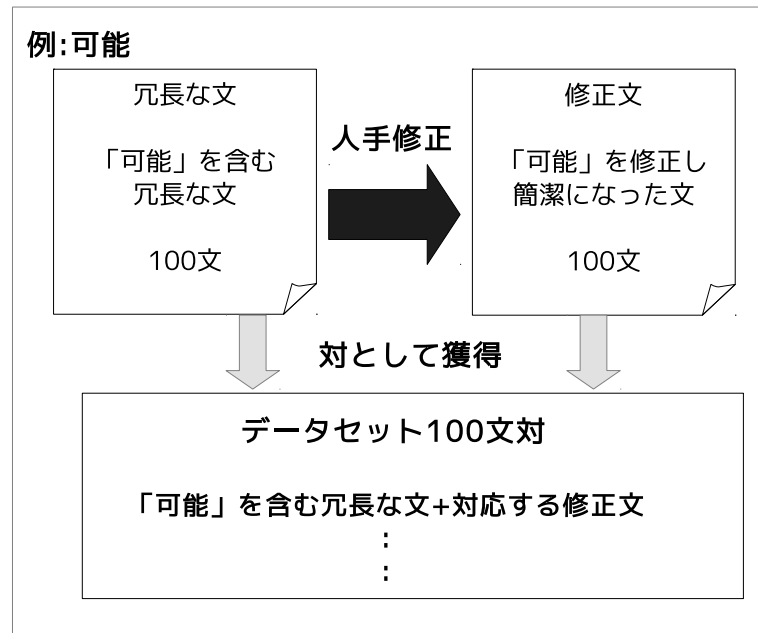 例:可能
冗長な文
「可能」を含む
冗長な文
100文
人手修正
修正文
「可能」を修正し
簡潔になった文
100文
対として獲得
データセット100文対
「可能」を含む冗長な文+対応する修正文
:
: